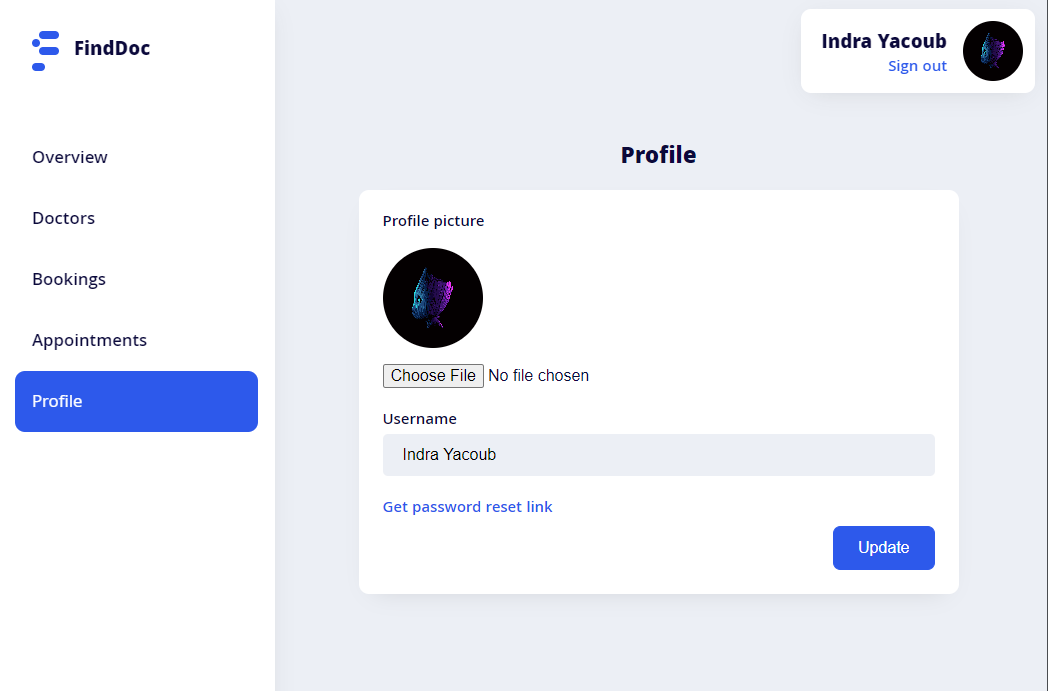 FindDoc
Overview
Doctors
Bookings
Appointments
Profile
Indra Yacoub
Sign out
Profile
Profile picture
Choose File No file chosen
Username
Indra Yacoub
Get password reset link
Update